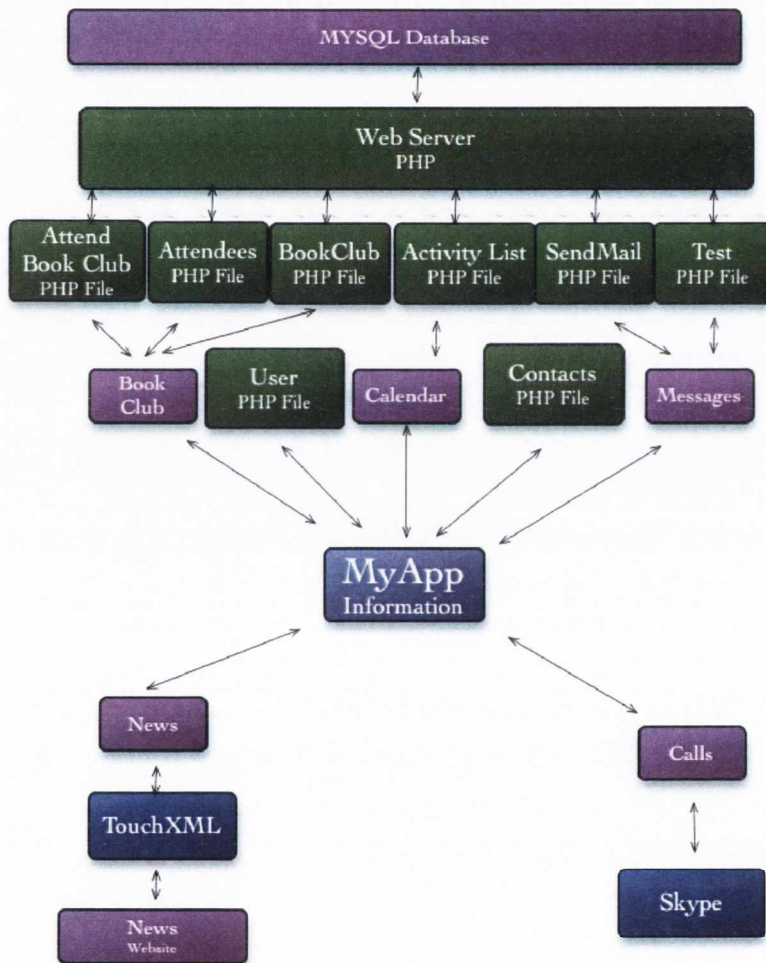 MYSQL Database
Web Server
PHP
Attend
Book Club
PHP File
Attendees
PHP File
BookClub
PHP File
Activity List
PHP File
SendMail
PHP File
Test
PHP File
Book
Club
User
PHP File
Calendar
Contacts
PHP File
Messages
MyApp
Information
News
Calls
TouchXML
Skype
News
Website